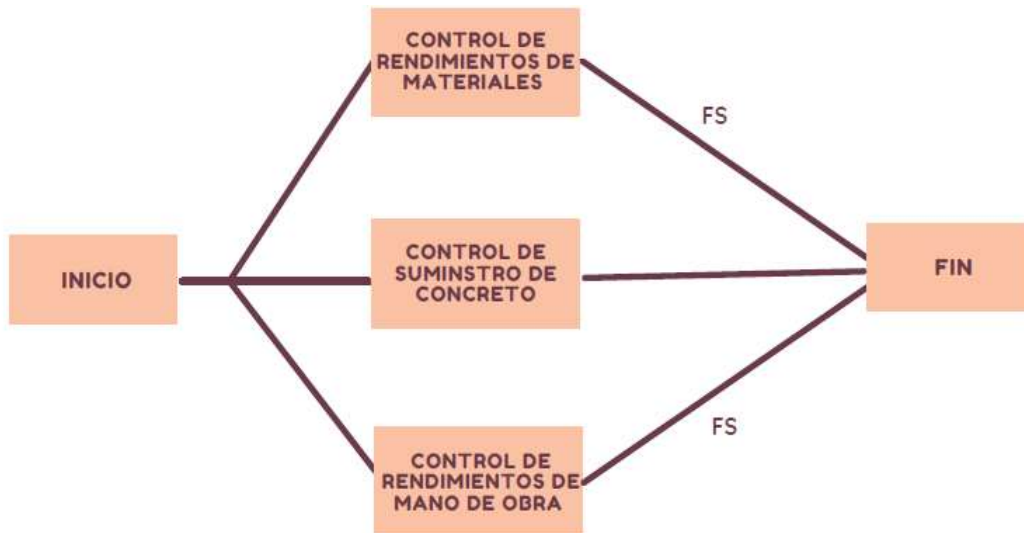 CONTROL DE
RENDIMIENTOS DE
MATERIALES
FS
INICIO
CONTROL DE
SUMINSTRO DE
CONCRETO
FIN
FS
CONTROL DE
RENDIMIENTOS DE
MANO DE OBRA